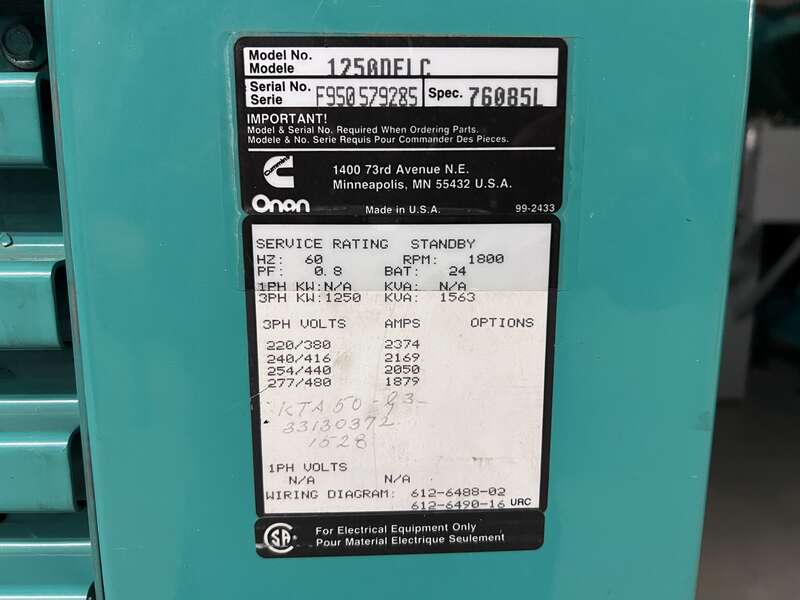 Model No.
Modele 1250DFLC
Serial No.
Serie F950579285 Spec. 76085L
IMPORTANT!
Model & Serial No. Required When Ordering Parts.
Modele & No. Serie Requis Pour Commander Des Pieces.
Cummins
1400 73rd Avenue N.E.
Minneapolis, MN 55432 U.S.A.
Onan Made in U.S.A. 99-2433
SERVICE RATING STANDBY
HZ: 60 RPM: 1800
PF: 0.8 BAT: 24
1PH KW:N/A KVA: N/A
3PH KW:1250 KVA: 1563
3PH VOLTS AMPS OPTIONS
220/380 2374
240/416 2169
254/440 2050
277/480 1879
KTA50-G3
33130372
1528
1PH VOLTS
N/A N/A
WIRING DIAGRAM: 612-6488-02
612-6490-16 URC
SA For Electrical Equipment Only
Pour Material Electrique Seulement